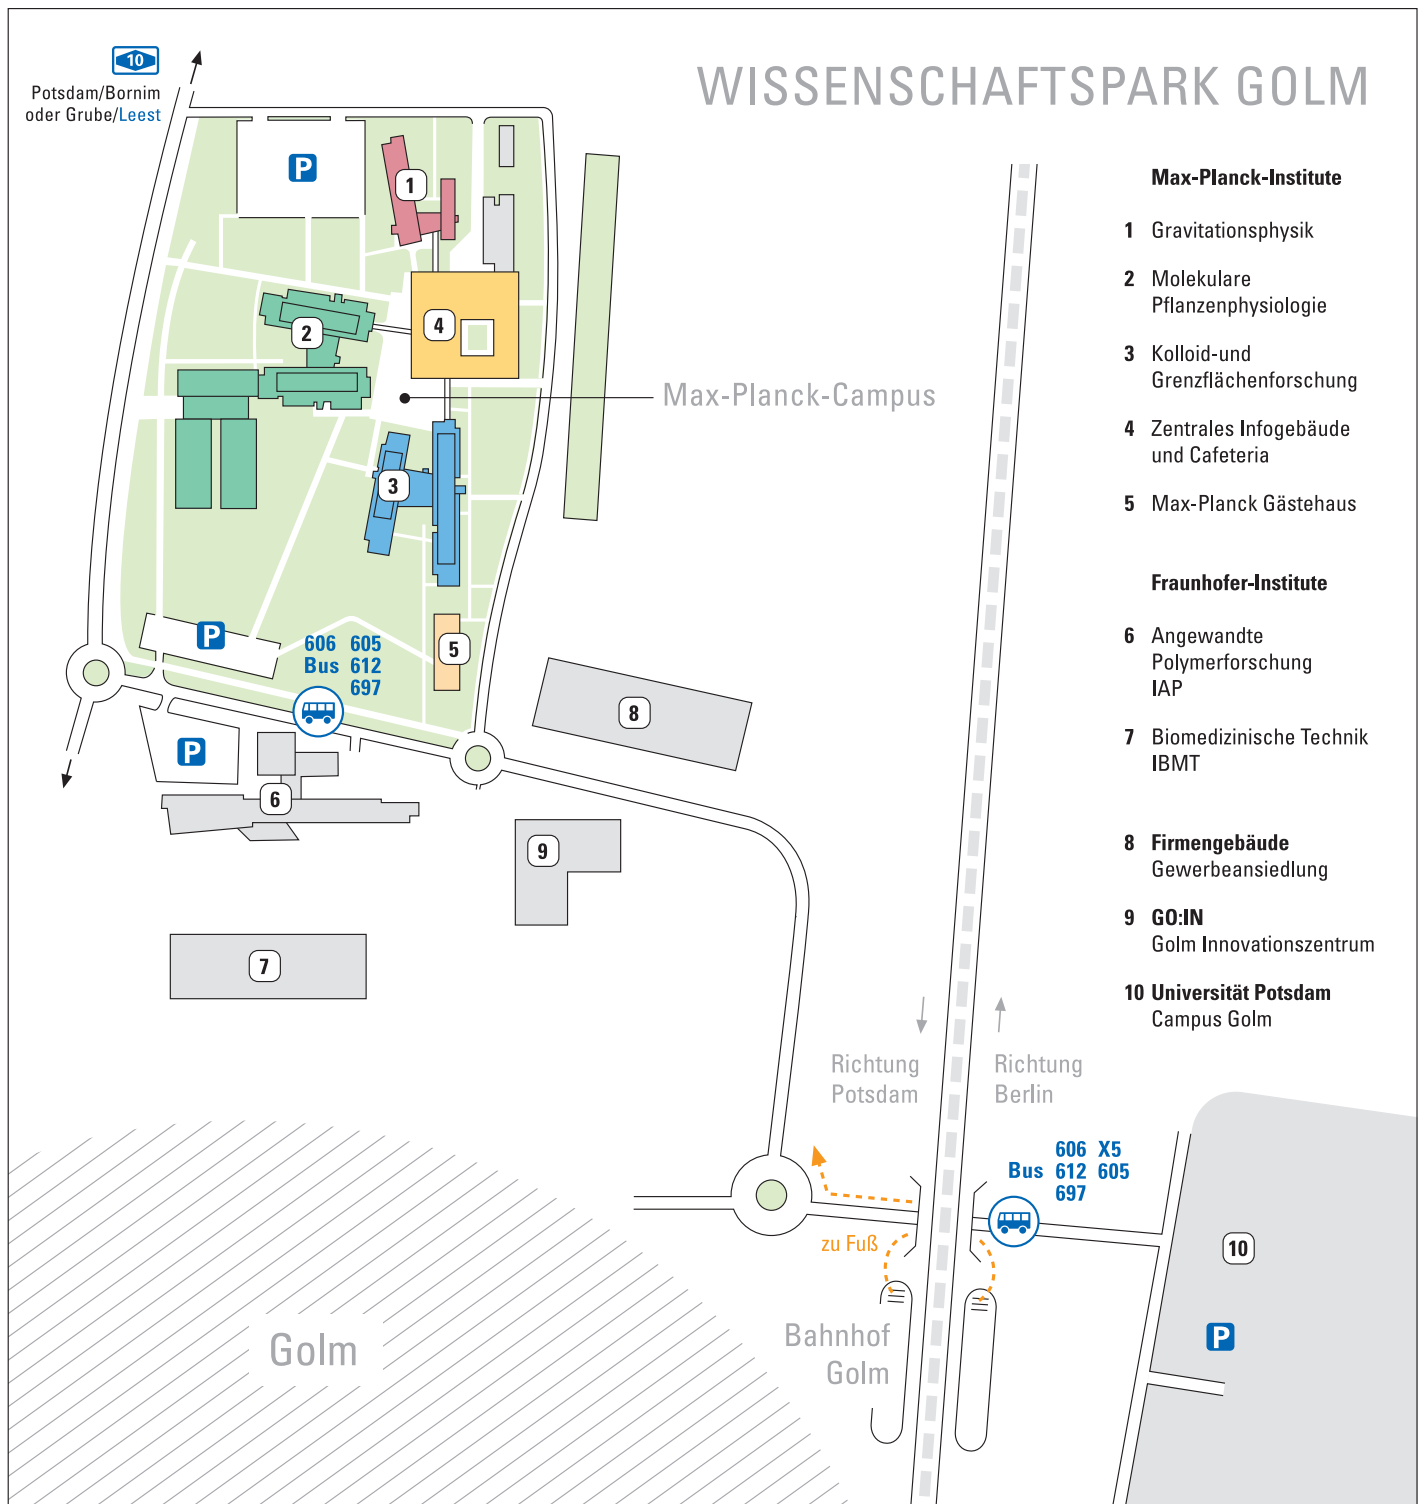 10
Potsdam/Bornim
oder Grube/Leest
WISSENSCHAFTSPARK GOLM
P
1
2
4
Max-Planck-Campus
3
P
606 605
Bus 612
697
5
P
6
8
9
7
Max-Planck-Institute
1 Gravitationsphysik
2 Molekulare
Pflanzenphysiologie
3 Kolloid-und
Grenzflächenforschung
4 Zentrales Infogebäude
und Cafeteria
5 Max-Planck Gästehaus
Fraunhofer-Institute
6 Angewandte
Polymerforschung
IAP
7 Biomedizinische Technik
IBMT
8 Firmengebäude
Gewerbeansiedlung
9 GO:IN
Golm Innovationszentrum
10 Universität Potsdam
Campus Golm
Richtung
Potsdam
Richtung
Berlin
606 X5
Bus 612 605
697
zu Fuß
10
P
Bahnhof
Golm
Golm